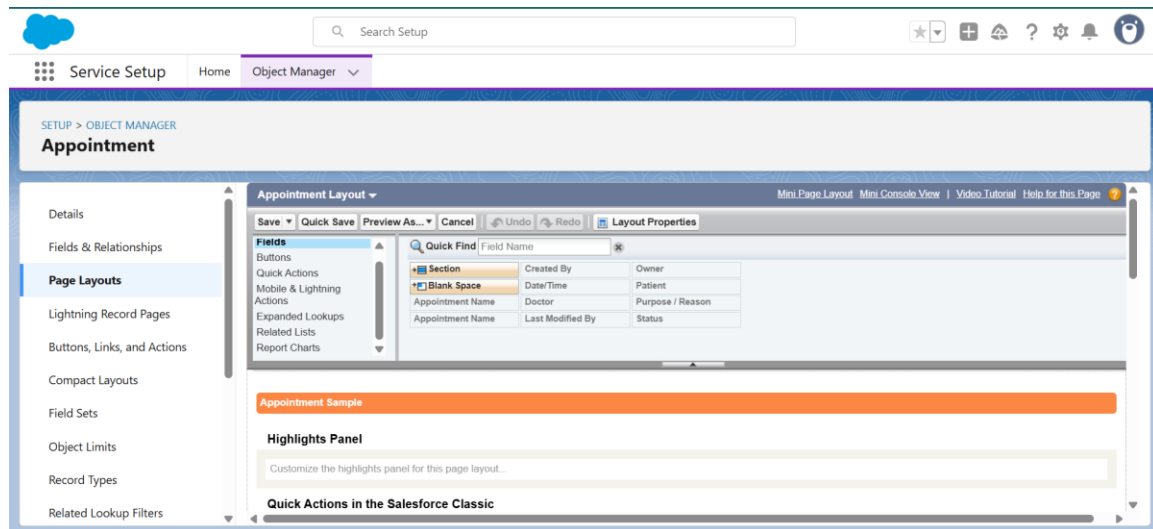 Search Setup
Service Setup Home Object Manager
SETUP > OBJECT MANAGER
Appointment
Details
Fields & Relationships
Page Layouts
Lightning Record Pages
Buttons, Links, and Actions
Compact Layouts
Field Sets
Object Limits
Record Types
Related Lookup Filters
Appointment Layout Mini Page Layout Mini Console View | Video Tutorial Help for this Page
Save Quick Save Preview As... Cancel Undo Redo Layout Properties
Fields
Buttons
Quick Actions
Mobile & Lightning
Actions
Expanded Lookups
Related Lists
Report Charts
Quick Find Field Name
Section Created By Owner
Blank Space Date/Time Patient
Appointment Name Doctor Purpose / Reason
Appointment Name Last Modified By Status
Appointment Sample
Highlights Panel
Customize the highlights panel for this page layout...
Quick Actions in the Salesforce Classic